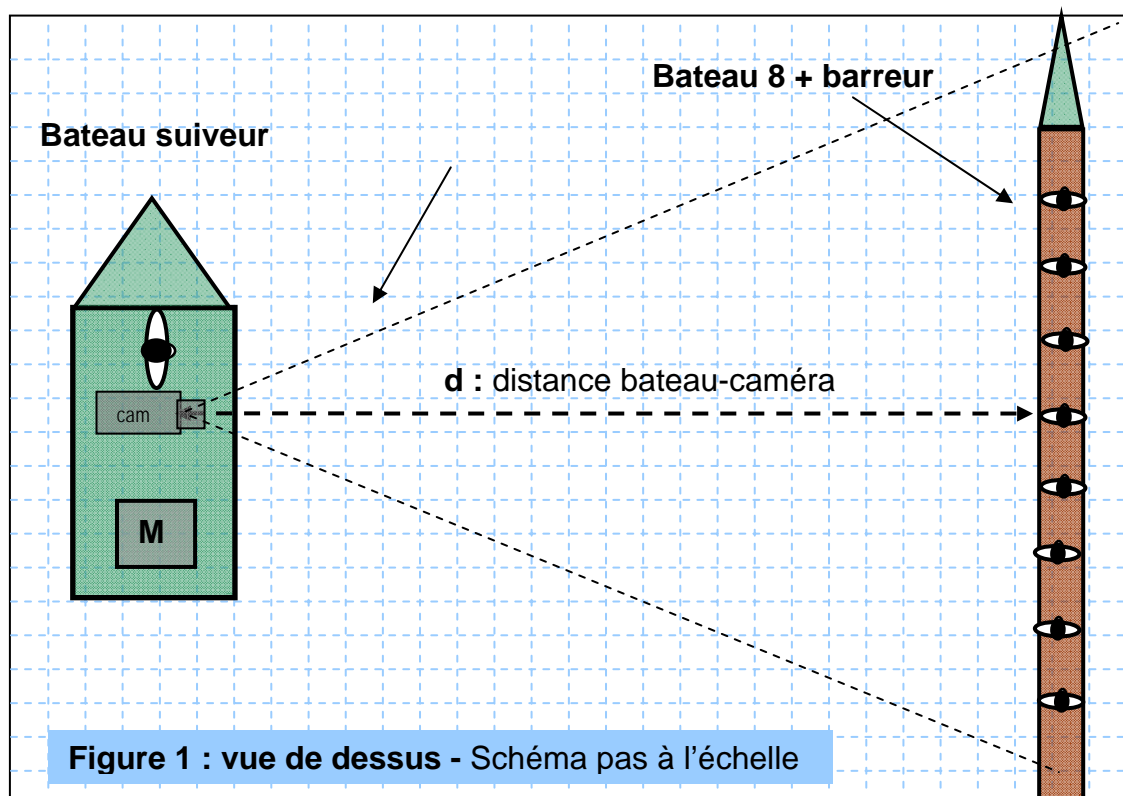 Bateau 8 + barreur
Bateau suiveur
d : distance bateau-caméra
cam
M
Figure 1 : vue de dessus - Schéma pas à l'échelle